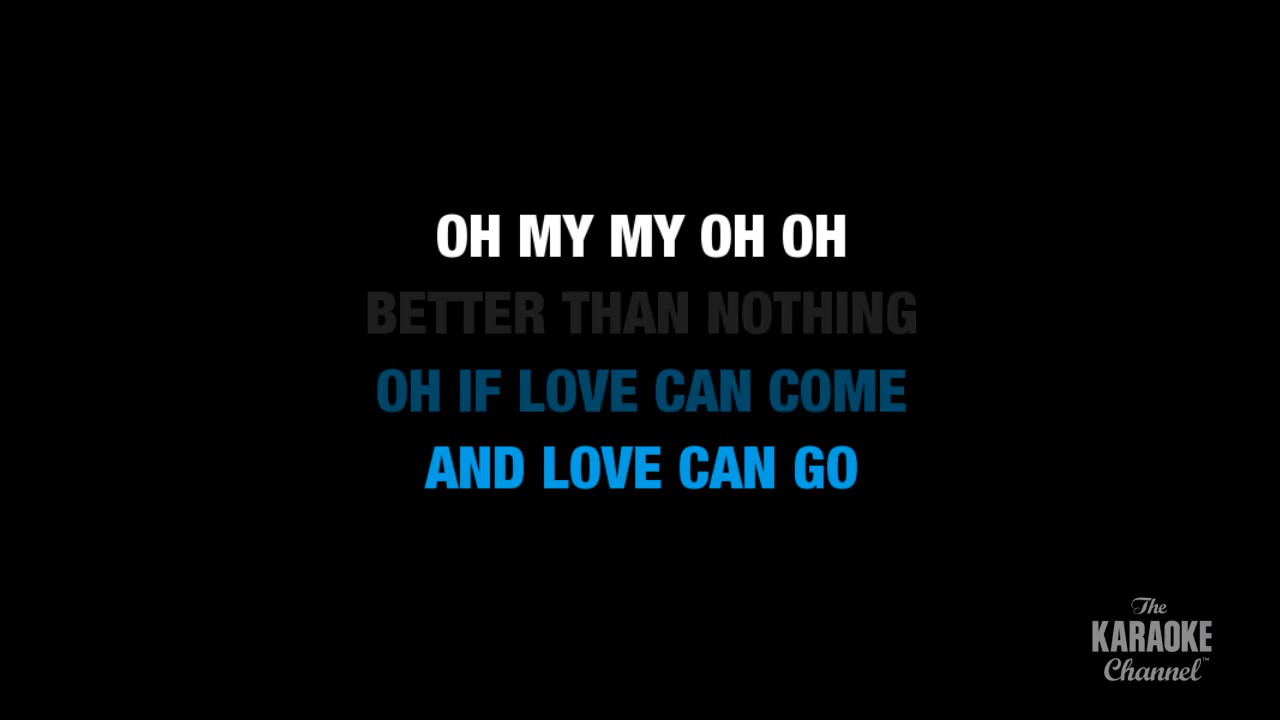 OH MY MY OH OH
BETTER THAN NOTHING
OH IF LOVE CAN COME
AND LOVE CAN GO
The
KARAOKE
Channel™